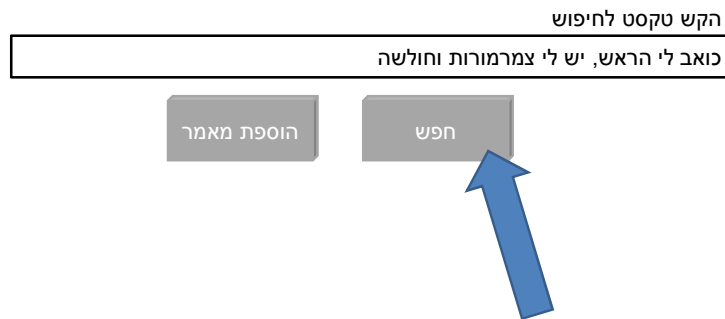 הקש טקסט לחיפוש
כואב לי הראש, יש לי צמרמורות וחולשה
חפש
הוספת מאמר